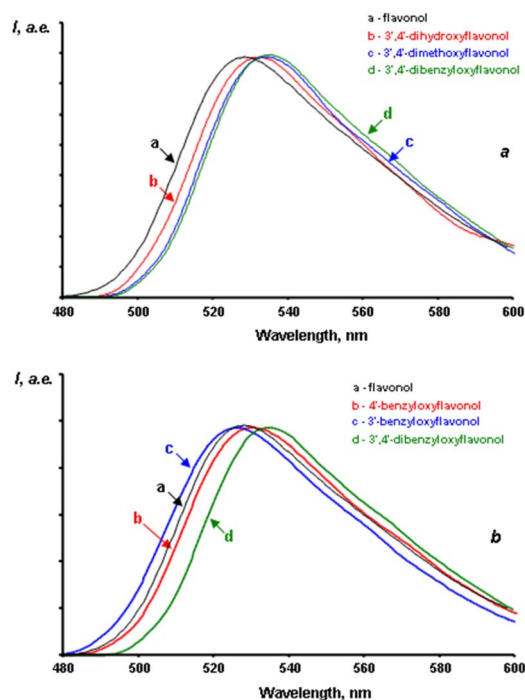 I, a.e.
a - flavonol
b - 3',4'-dihydroxyflavonol
c - 3',4'-dimethoxyflavonol
d - 3',4'-dibenzyloxyflavonol
a
b
d
c
a
480 500 520 540 560 580 600
Wavelength, nm
I, a.e.
a - flavonol
b - 4'-benzyloxyflavonol
c - 3'-benzyloxyflavonol
d - 3',4'-dibenzyloxyflavonol
c
a
b
d
b
480 500 520 540 560 580 600
Wavelength, nm